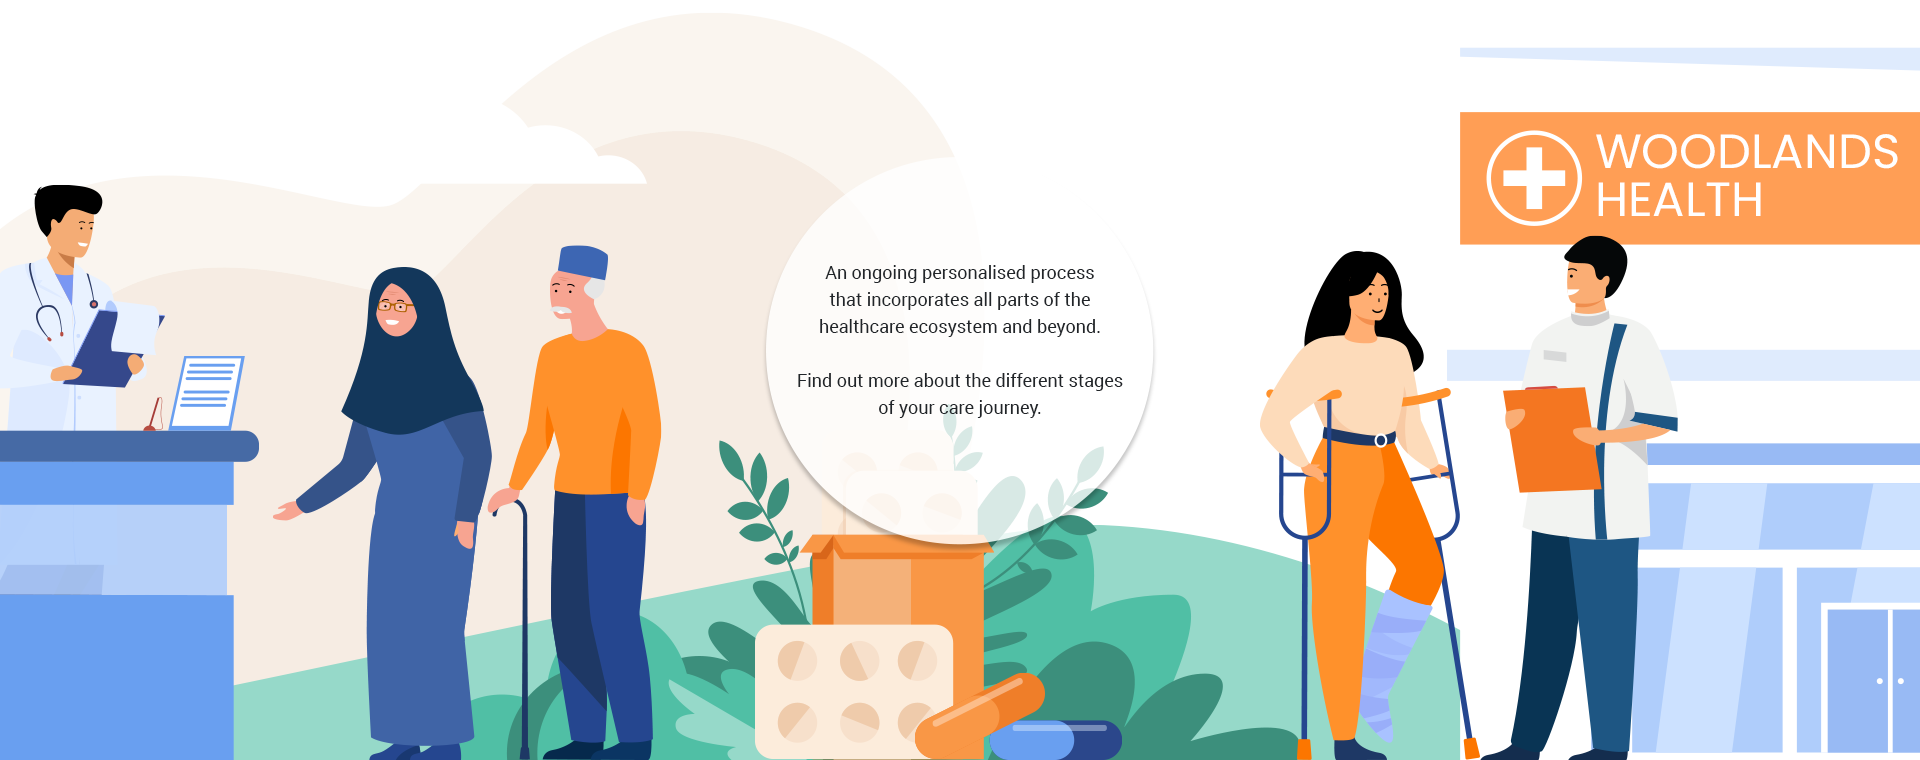 An ongoing personalised process
that incorporates all parts of the
healthcare ecosystem and beyond.
Find out more about the different stages
of your care journey.
WOODLANDS
HEALTH